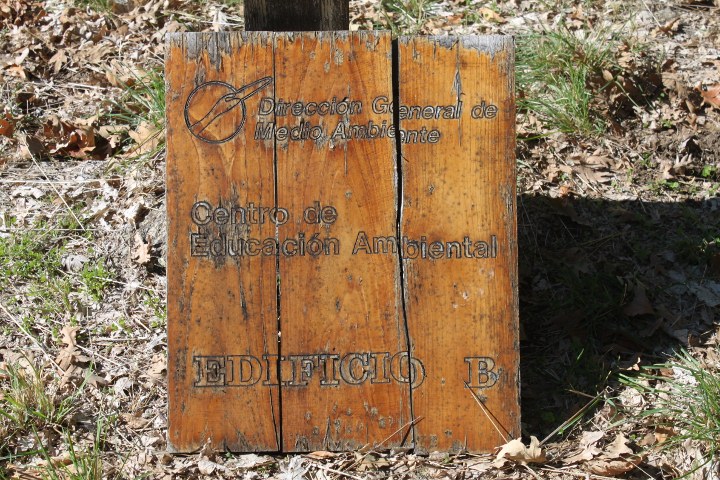 Dirección General de
Medio Ambiente
Centro de
Educación Ambiental
EDIFICIO B